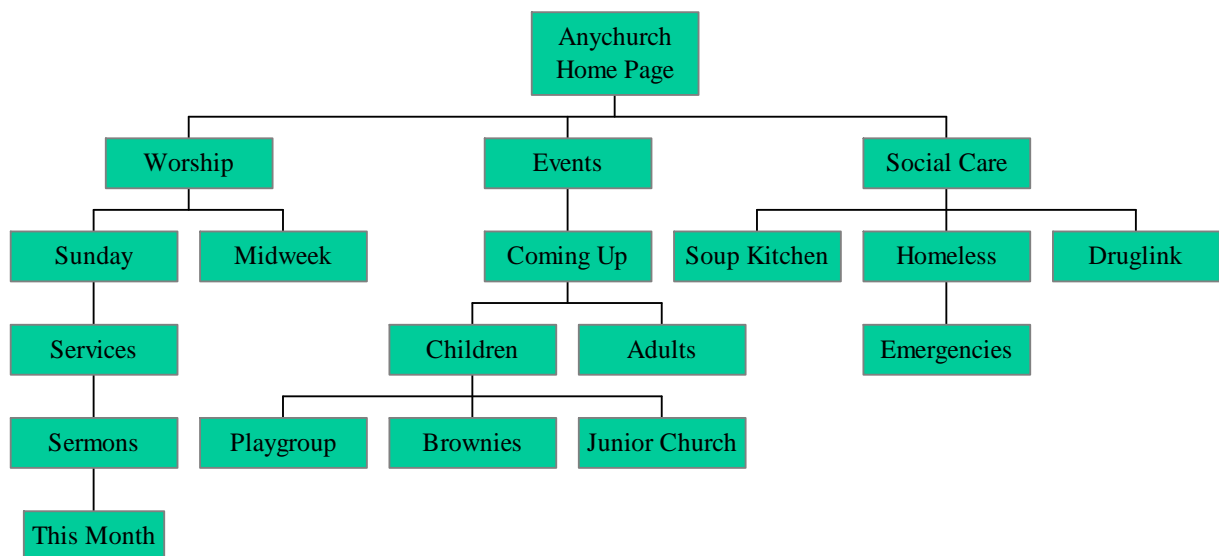 Anychurch
Home Page
Worship
Events
Social Care
Sunday
Midweek
Coming Up
Soup Kitchen
Homeless
Druglink
Services
Children
Adults
Emergencies
Sermons
Playgroup
Brownies
Junior Church
This Month